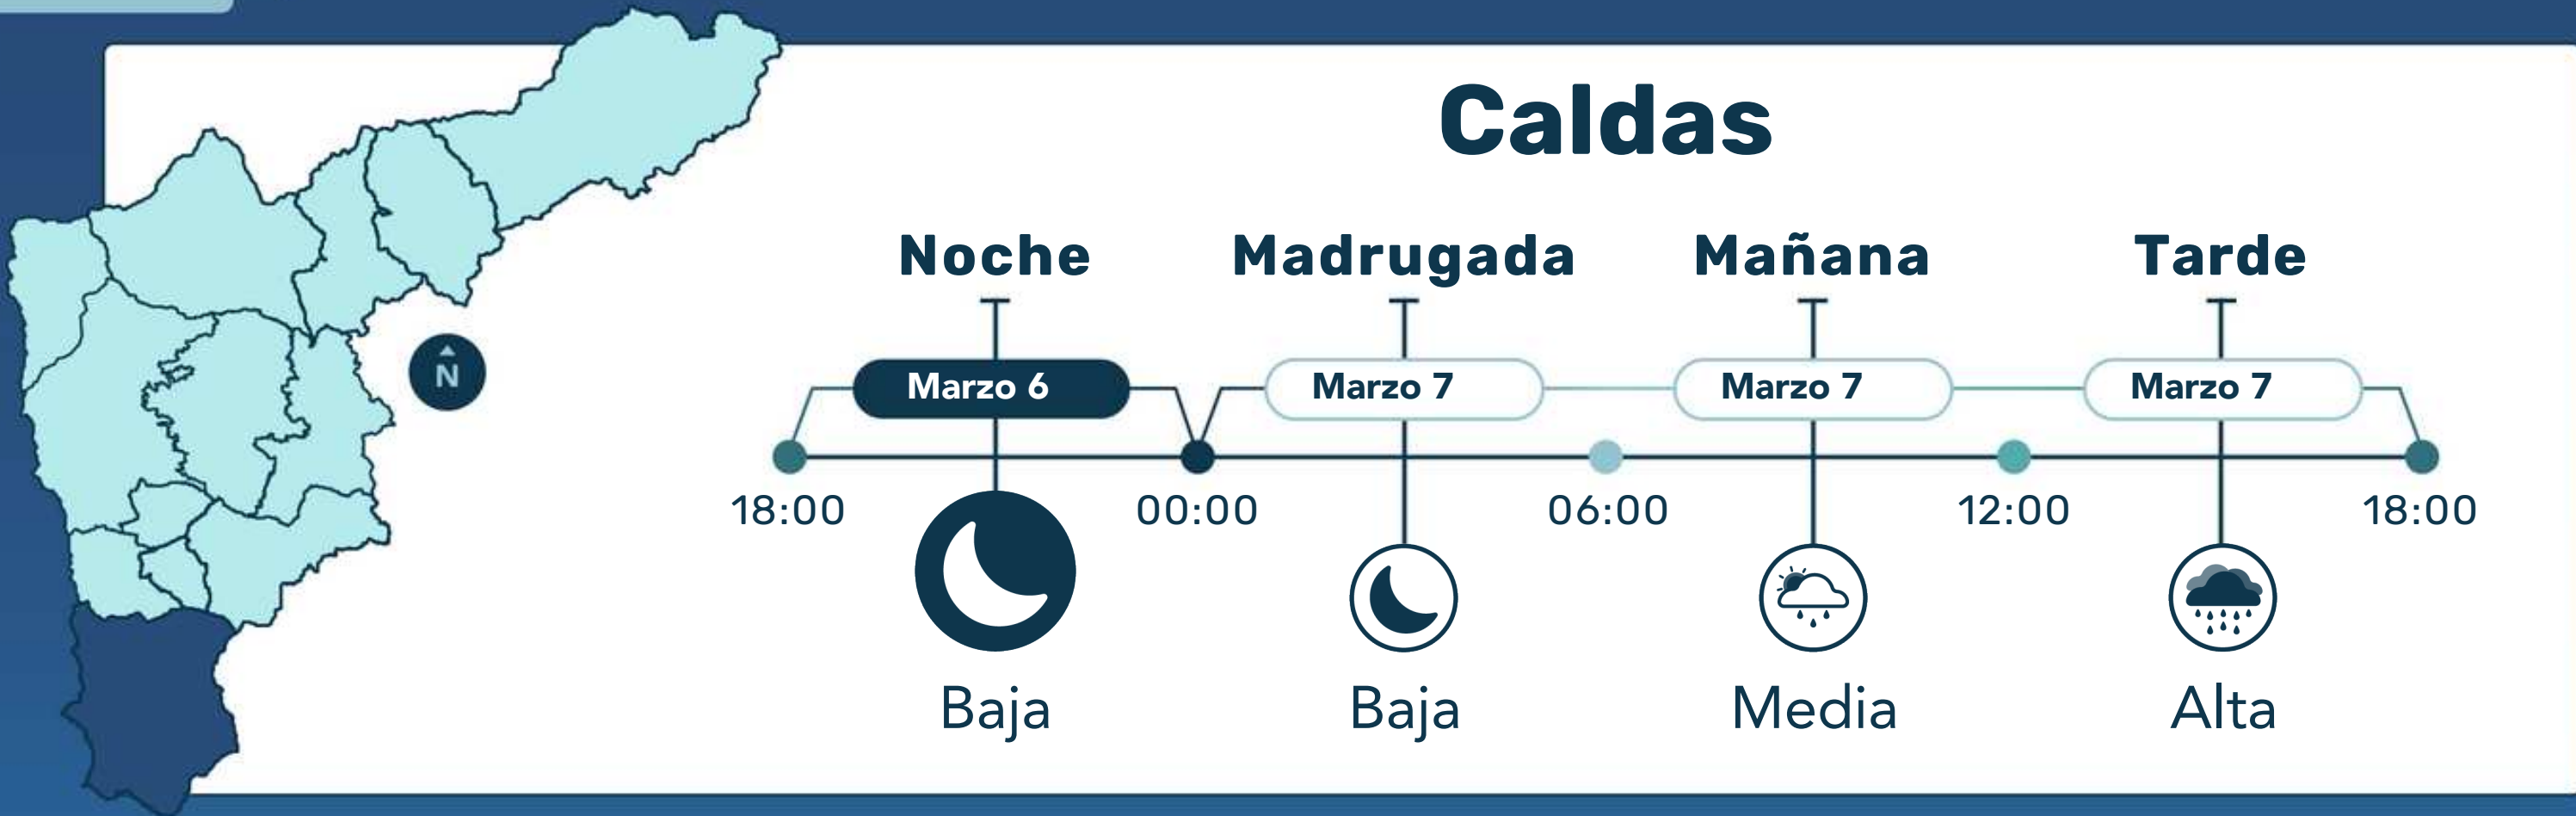 Caldas
Noche Madrugada Mañana Tarde
Marzo 6 Marzo 7 Marzo 7 Marzo 7
N
18:00 00:00 06:00 12:00 18:00
Baja Baja Media Alta